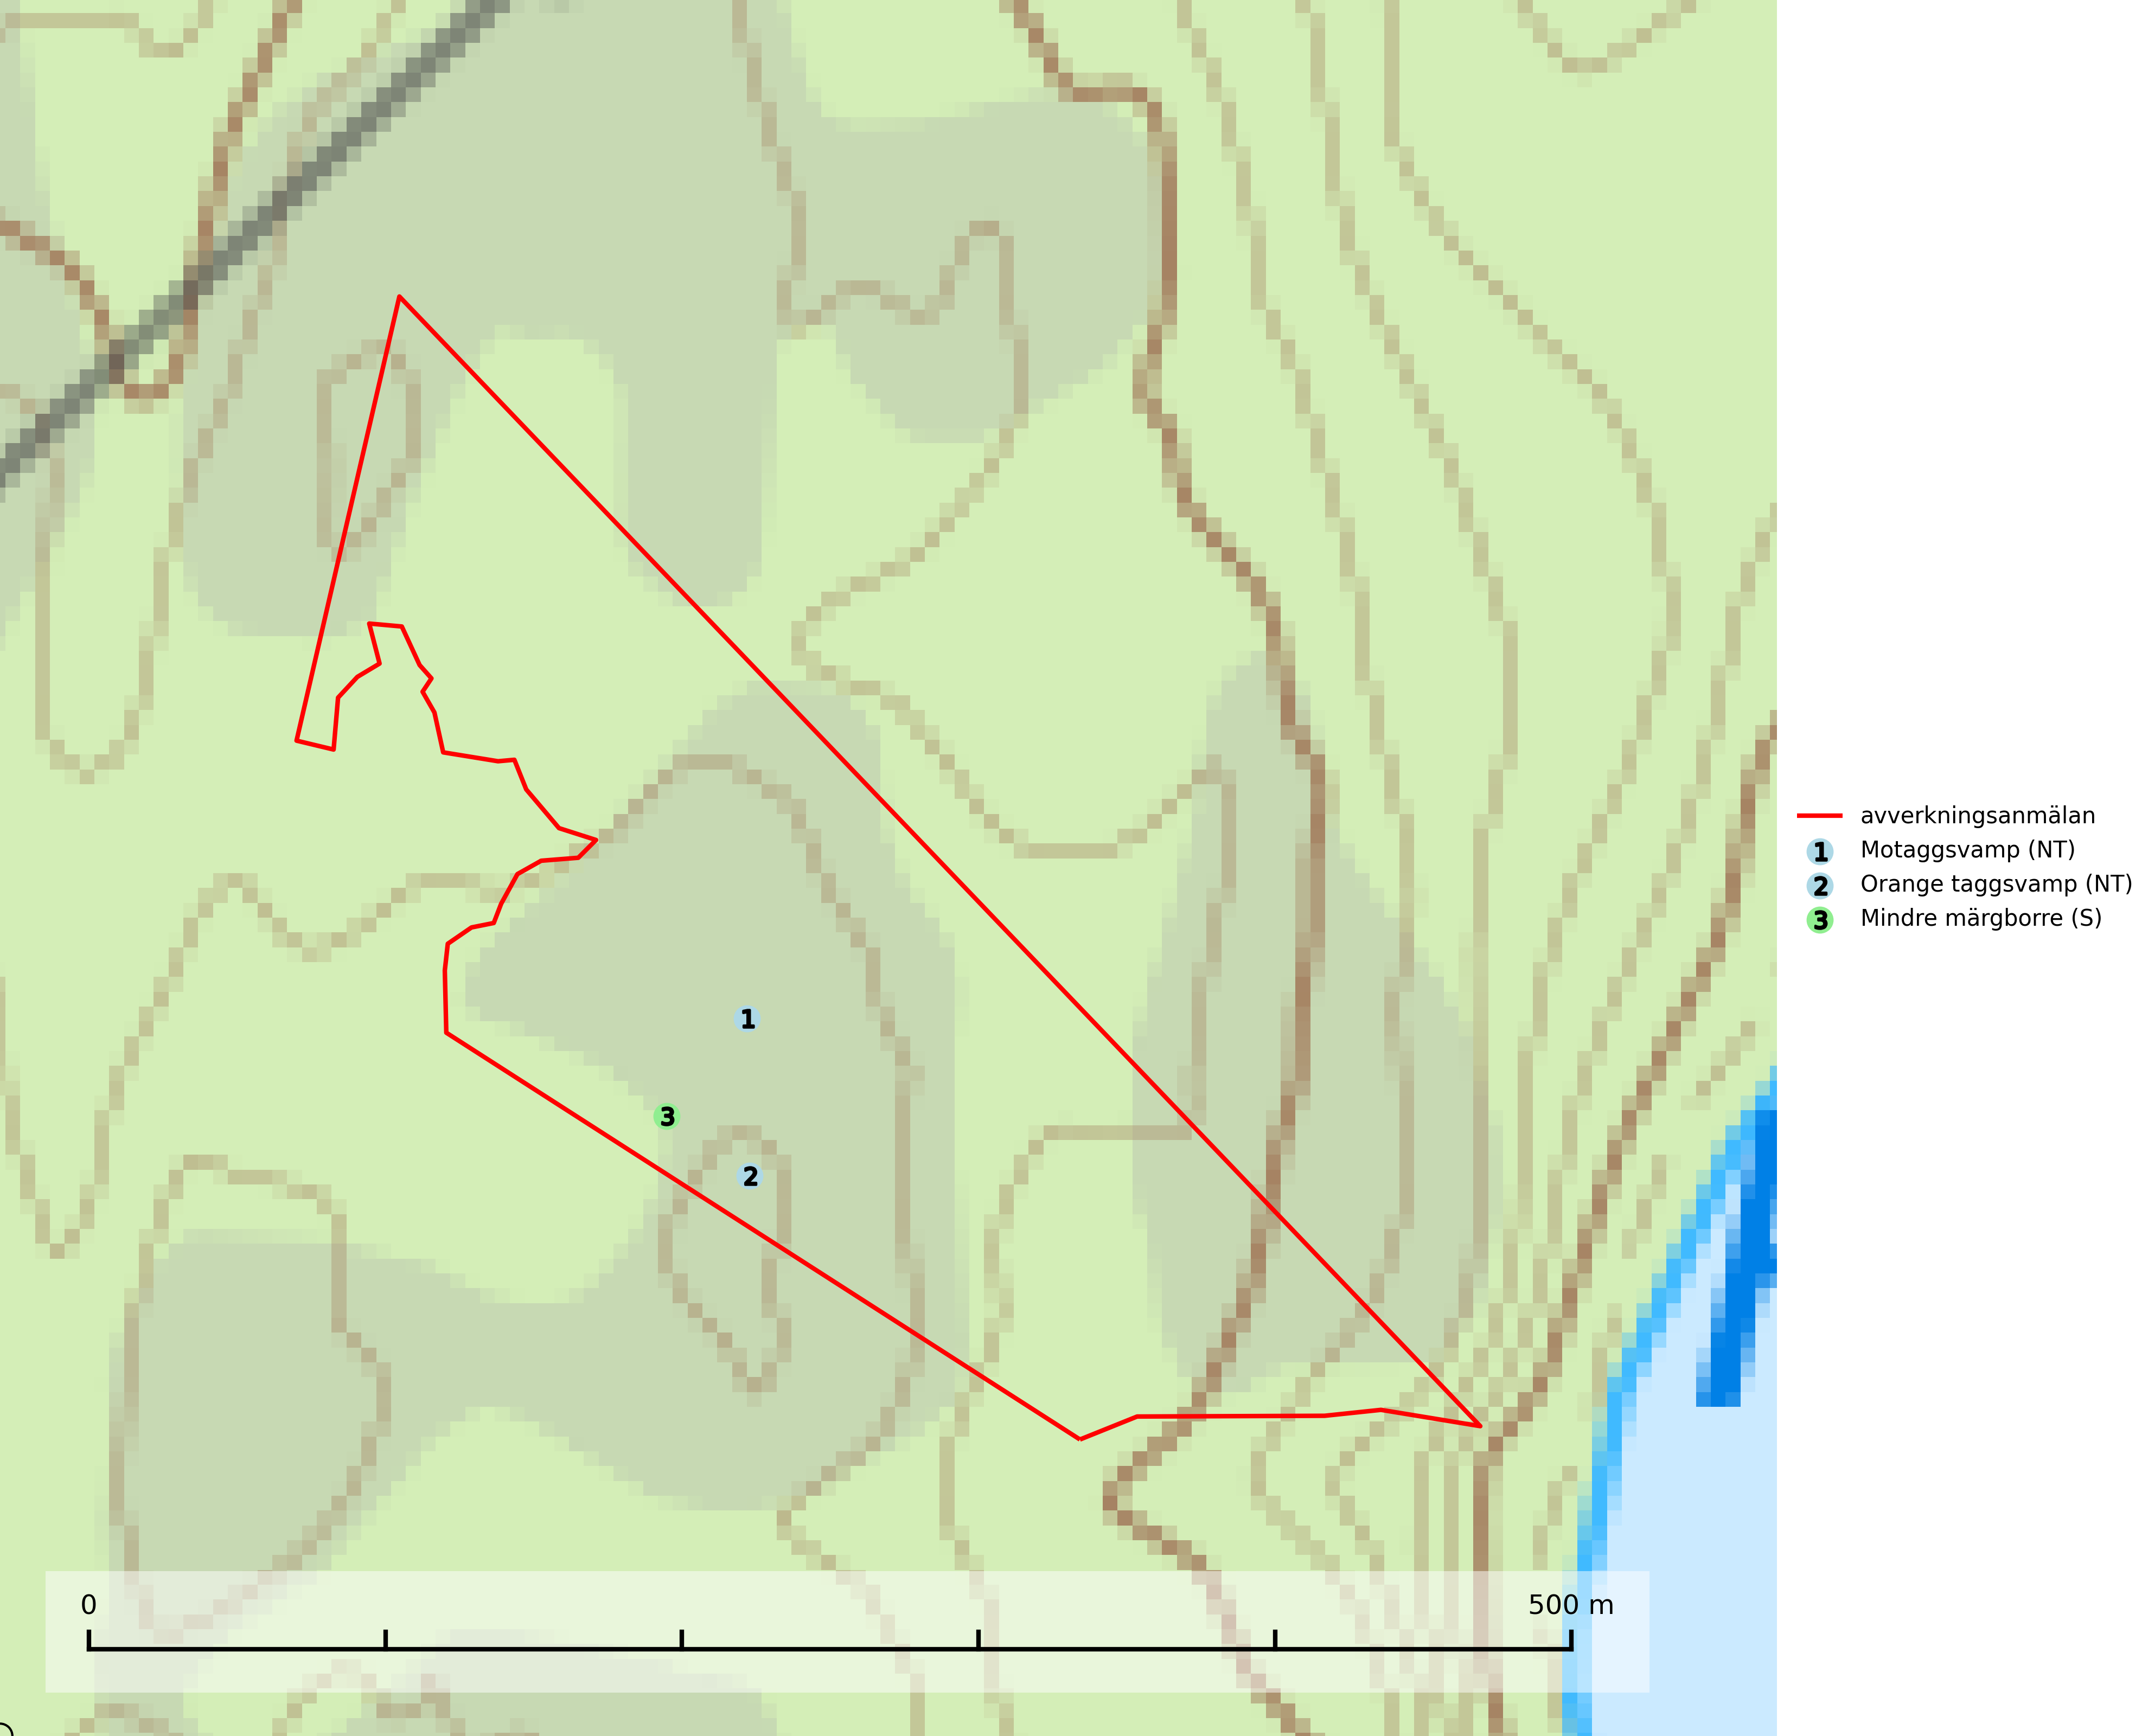 avverkningsanmälan
1 Motaggsvamp (NT)
2 Orange taggsvamp (NT)
3 Mindre märgborre (S)
1
3
2
0 500 m